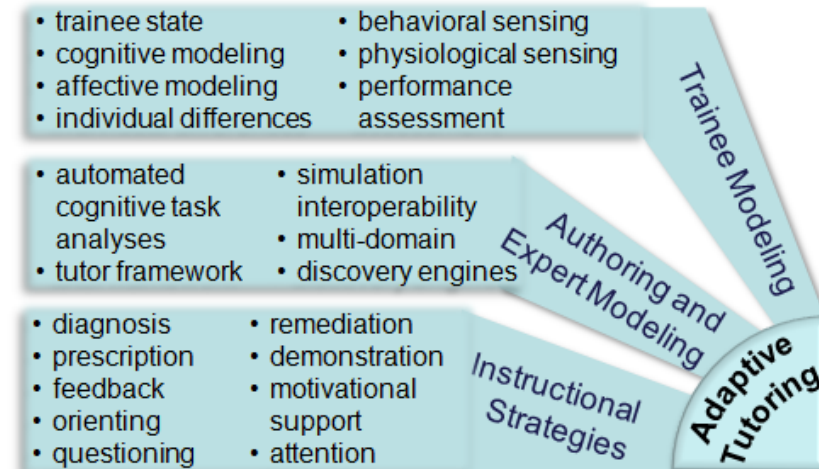 • trainee state
• cognitive modeling
• affective modeling
• individual differences
• behavioral sensing
• physiological sensing
• performance
assessment
Trainee Modeling
• automated
cognitive task
analyses
• tutor framework
• simulation
interoperability
• multi-domain
• discovery engines
Authoring and
Expert Modeling
• diagnosis
• prescription
• feedback
• orienting
• questioning
• remediation
• demonstration
• motivational
support
• attention
Instructional
Strategies
Adaptive
Tutoring